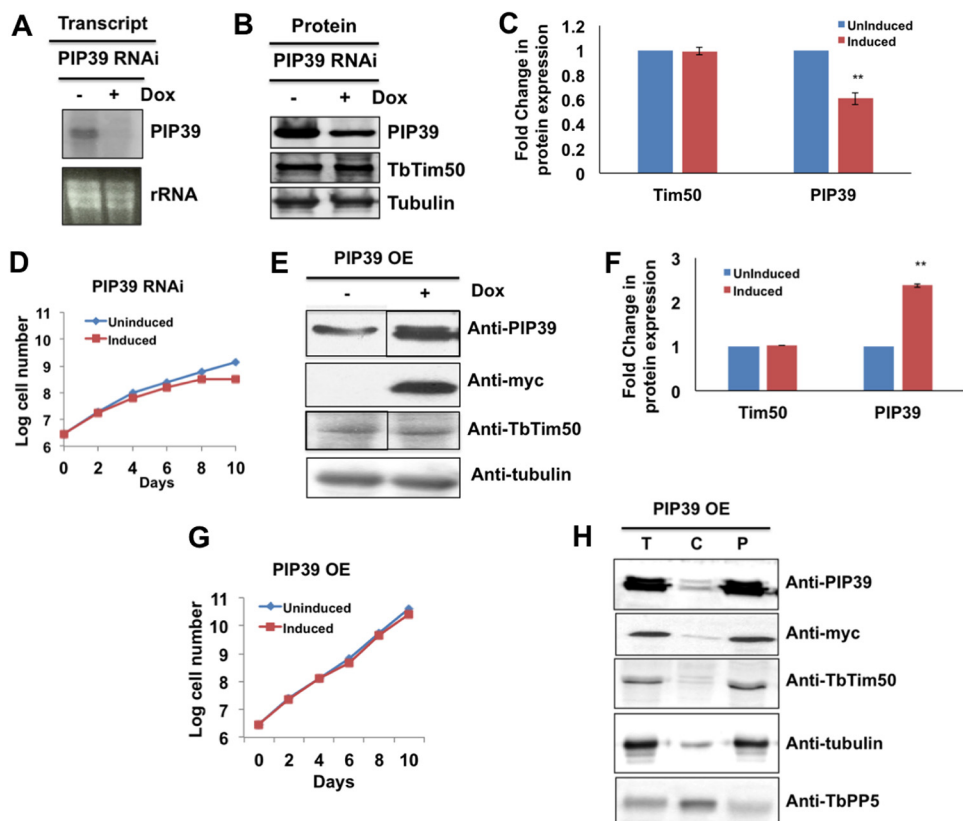 A
Transcript
PIP39 RNAi
- + Dox
PIP39
rRNA
B
Protein
PIP39 RNAi
- + Dox
PIP39
TbTim50
Tubulin
C
Fold Change in
protein expression
1.2
1
0.8
0.6
0.4
0.2
0
UnInduced
Induced
**
Tim50 PIP39
D
PIP39 RNAi
Uninduced
Induced
Log cell number
11
10
9
8
7
6
0 2 4 6 8 10
Days
E
PIP39 OE
- + Dox
Anti-PIP39
Anti-myc
Anti-TbTim50
Anti-tubulin
F
Fold Change in
protein expression
3
2
1
0
UnInduced
Induced
**
Tim50 PIP39
G
PIP39 OE
Uninduced
Induced
Log cell number
11
10
9
8
7
6
0 2 4 6 8 10
Days
H
PIP39 OE
T C P
Anti-PIP39
Anti-myc
Anti-TbTim50
Anti-tubulin
Anti-TbPP5